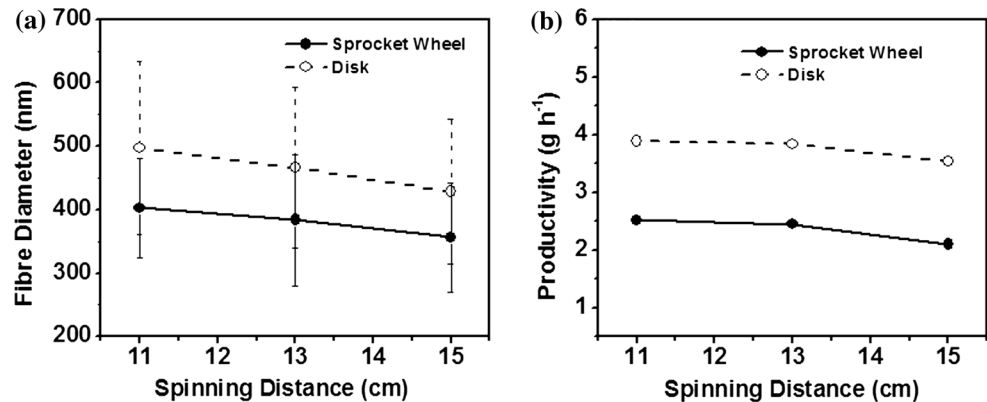 (a)
700
600
500
400
300
200
Fibre Diameter (nm)
Sprocket Wheel
Disk
11 12 13 14 15
Spinning Distance (cm)
(b)
6
5
4
3
2
1
Productivity (g h⁻¹)
Sprocket Wheel
Disk
11 12 13 14 15
Spinning Distance (cm)